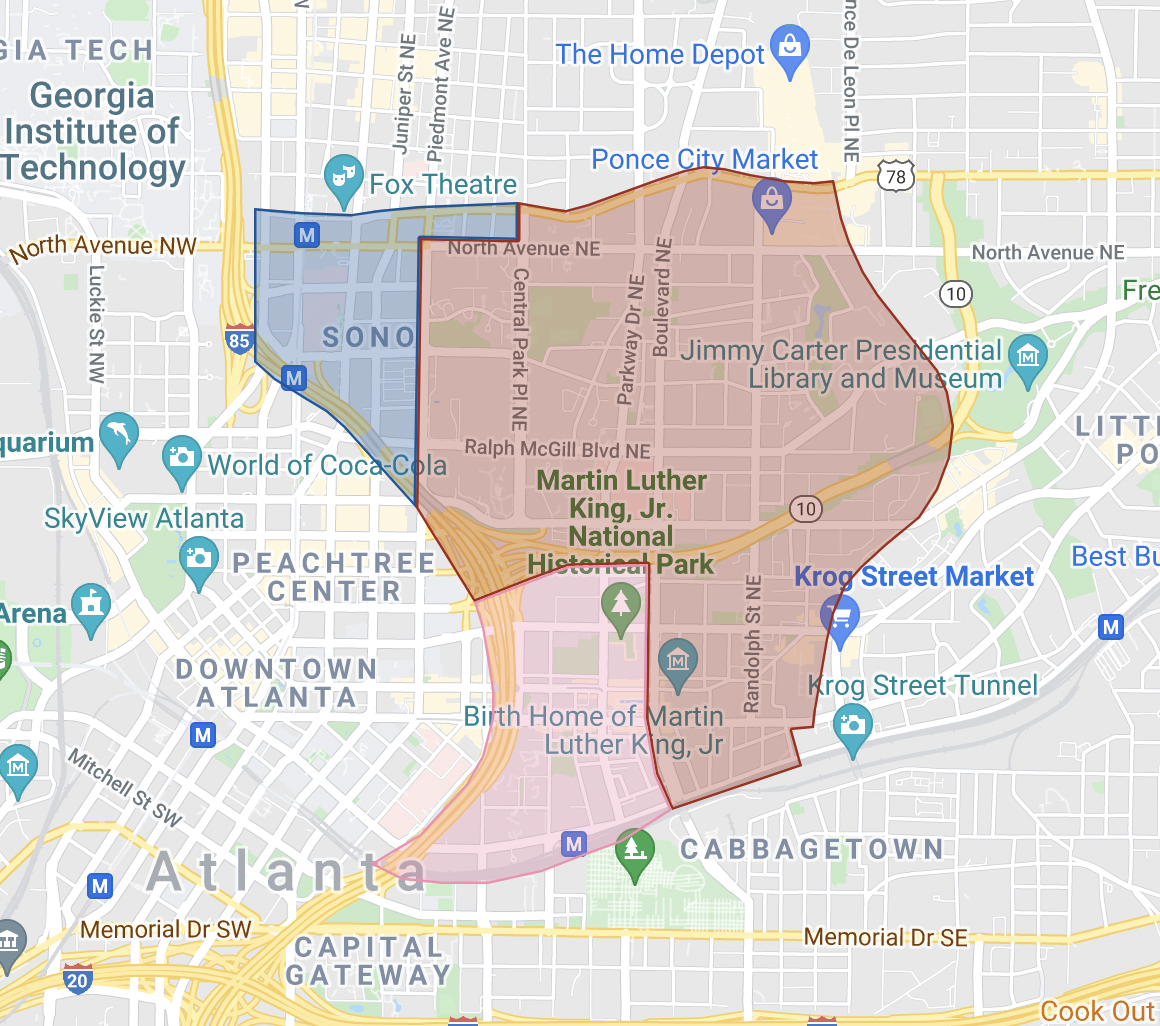 GIA TECH
Georgia
Institute of
Technology
Juniper St NE
Piedmont Ave NE
The Home Depot
nce De Leon Pl NE
Ponce City Market
78
Fox Theatre
M
North Avenue NW
North Avenue NE
North Avenue NE
Luckie St NW
10
Fre
85
SONO
Central Park Pl NE
Parkway Dr NE
Boulevard NE
Jimmy Carter Presidential
Library and Museum
M
LITT
PO
quarium
World of Coca-Cola
Ralph McGill Blvd NE
Martin Luther
King, Jr.
National
Historical Park
10
SkyView Atlanta
PEACHTREE
CENTER
Best Bu
Krog Street Market
Arena
Randolph St NE
M
DOWNTOWN
ATLANTA
Krog Street Tunnel
Birth Home of Martin
Luther King, Jr
M
Mitchell St SW
M
CABBAGETOWN
Atlanta
M
Memorial Dr SW
Memorial Dr SE
CAPITAL
GATEWAY
20
Cook Out